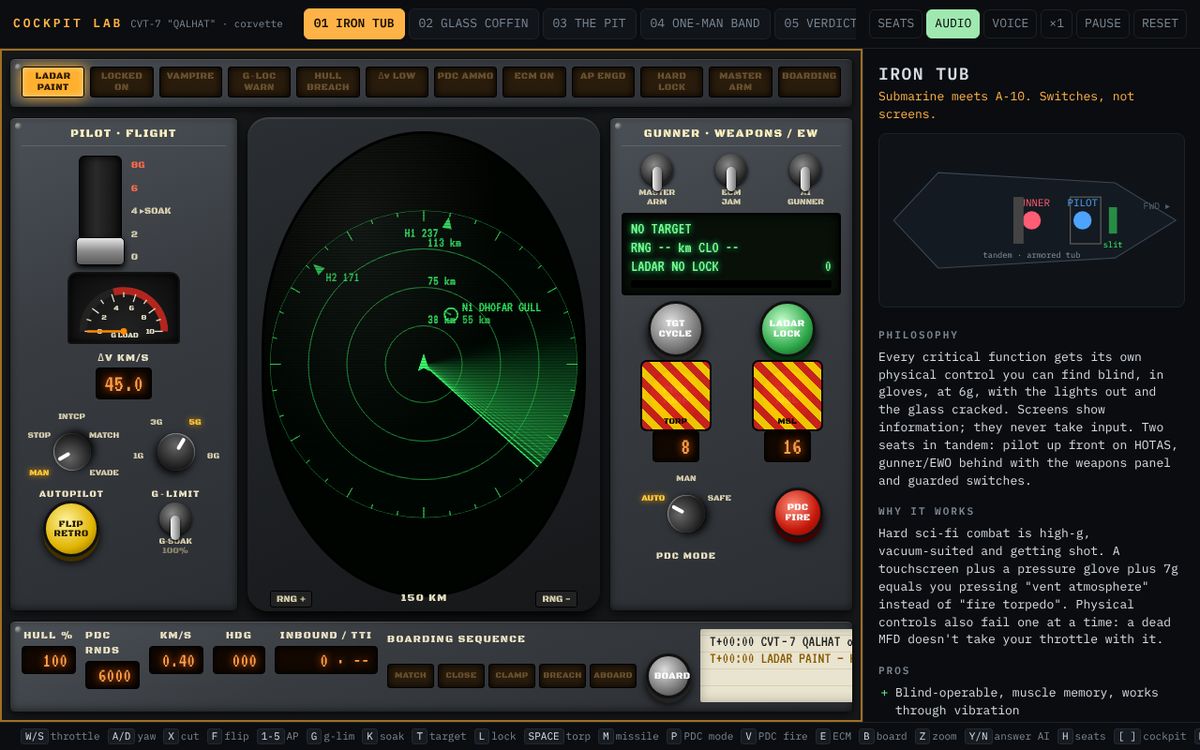 COCKPIT LAB CVT-7 "QALHAT" · corvette 01 IRON TUB 02 GLASS COFFIN 03 THE PIT 04 ONE-MAN BAND 05 VERDICT SEATS AUDIO VOICE ×1 PAUSE RESET
LADAR PAINT
LOCKED ON
VAMPIRE
G-LOC WARN
HULL BREACH
Δv LOW
PDC AMMO
ECM ON
AP ENGD
HARD LOCK
MASTER ARM
BOARDING
PILOT · FLIGHT
8G
6
4 ▸SOAK
2
0
2 4 6 8
0 10
G LOAD
ΔV KM/S
45.0
INTCP
STOP
MATCH
MAN
EVADE
AUTOPILOT
3G
5G
1G
8G
G-LIMIT
FLIP
RETRO
G-SOAK
100%
H1 237
113 km
H2 171
75 km
N1 DHOFAR GULL
38 km 55 km
RNG +
150 KM
RNG −
GUNNER · WEAPONS / EW
MASTER
ARM
ECM
JAM
AI
GUNNER
NO TARGET
RNG -- km CLO --
LADAR NO LOCK 0
TGT
CYCLE
LADAR
LOCK
TORP
MSL
8
16
MAN
AUTO
SAFE
PDC MODE
PDC
FIRE
HULL %
100
PDC
RNDS
6000
KM/S
0.40
HDG
000
INBOUND / TTI
0 · --
BOARDING SEQUENCE
MATCH CLOSE CLAMP BREACH ABOARD
BOARD
T+00:00 CVT-7 QALHAT
T+00:00 LADAR PAINT —
IRON TUB
Submarine meets A-10. Switches, not
screens.
PILOT
FWD ▸
slit
tandem · armored tub
PHILOSOPHY
Every critical function gets its own
physical control you can find blind, in
gloves, at 6g, with the lights out and
the glass cracked. Screens show
information; they never take input. Two
seats in tandem: pilot up front on HOTAS,
gunner/EWO behind with the weapons panel
and guarded switches.
WHY IT WORKS
Hard sci-fi combat is high-g,
vacuum-suited and getting shot. A
touchscreen plus a pressure glove plus 7g
equals you pressing "vent atmosphere"
instead of "fire torpedo". Physical
controls also fail one at a time: a dead
MFD doesn't take your throttle with it.
PROS
+ Blind-operable, muscle memory, works
through vibration
W/S throttle A/D yaw X cut F flip 1-5 AP G g-lim K soak T target L lock SPACE torp M missile P PDC mode V PDC fire E ECM B board Z zoom Y/N answer AI H seats [ ] cockpit